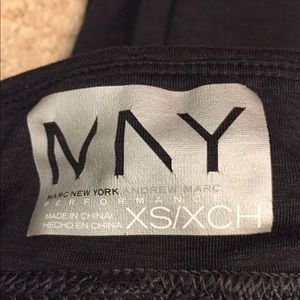 MNY
MARC NEW YORK ANDREW MARC
PERFORMANCE
MADE IN CHINA/
HECHO EN CHINA
XS/XCH